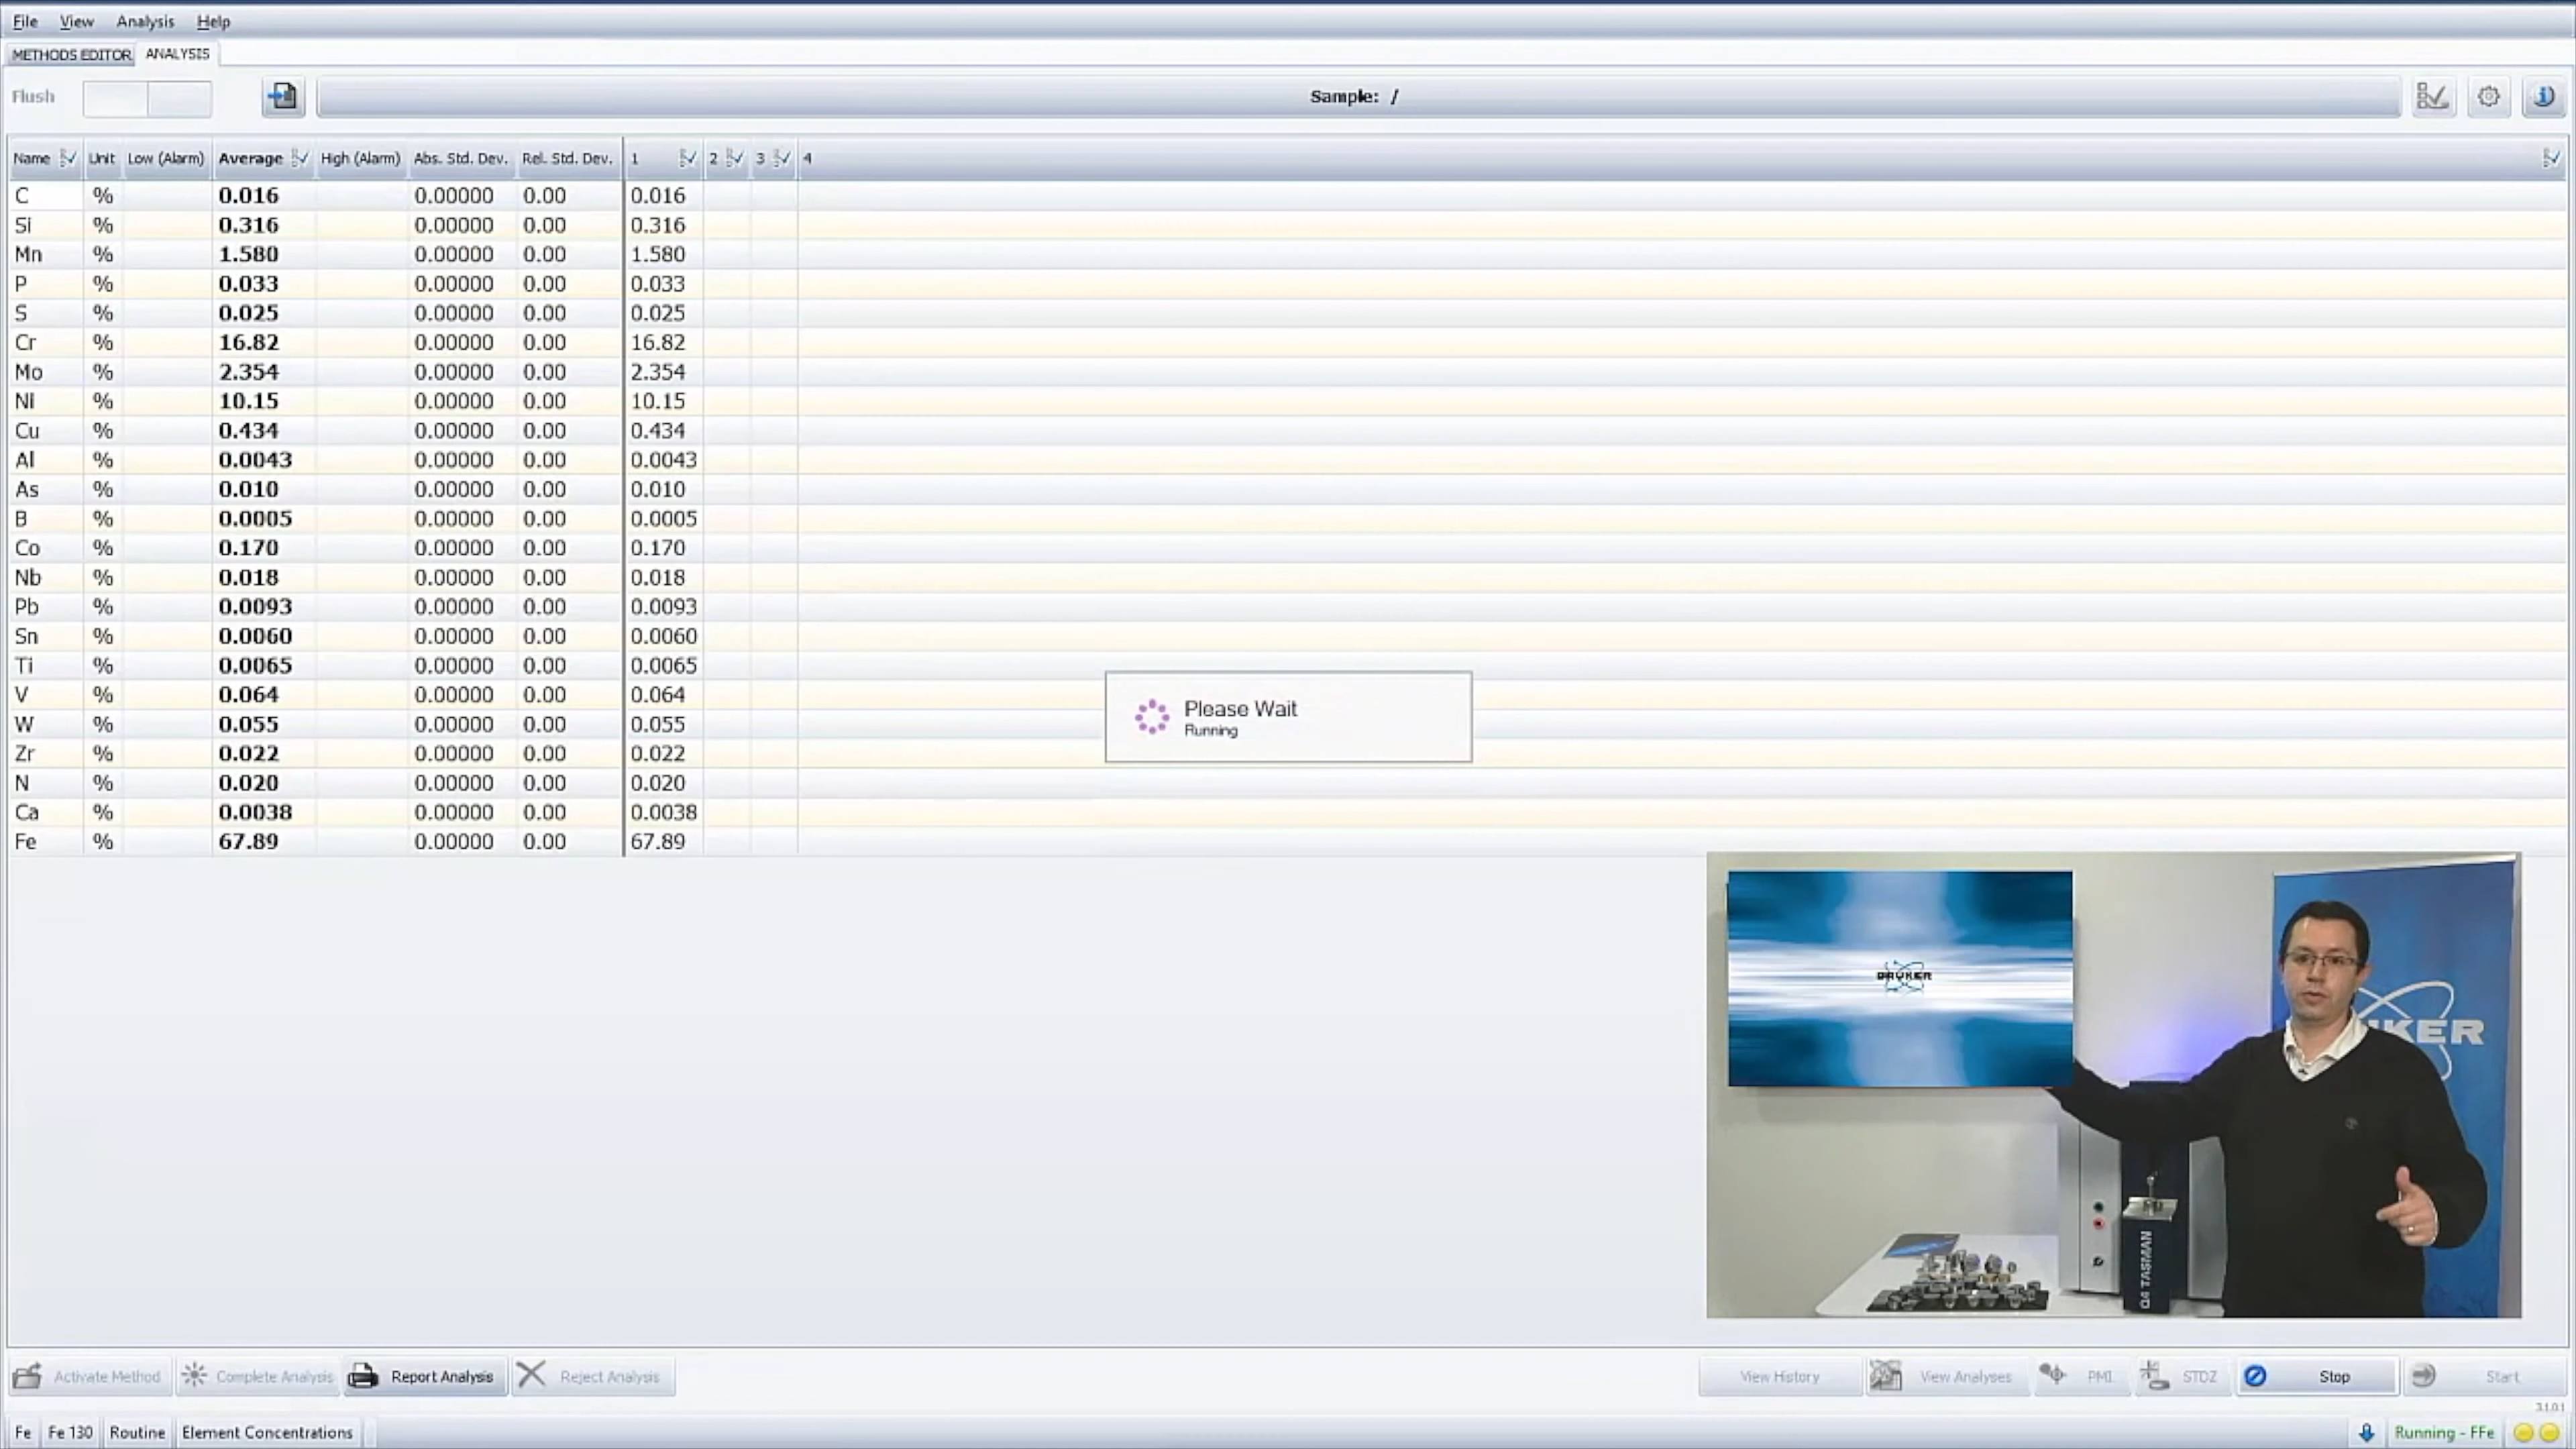 File View Analysis Help
METHODS EDITOR ANALYSIS
Flush Sample: /
Name Unit Low (Alarm) Average High (Alarm) Abs. Std. Dev. Rel. Std. Dev. 1 2 3 4
C % 0.016 0.00000 0.00 0.016
Si % 0.316 0.00000 0.00 0.316
Mn % 1.580 0.00000 0.00 1.580
P % 0.033 0.00000 0.00 0.033
S % 0.025 0.00000 0.00 0.025
Cr % 16.82 0.00000 0.00 16.82
Mo % 2.354 0.00000 0.00 2.354
Ni % 10.15 0.00000 0.00 10.15
Cu % 0.434 0.00000 0.00 0.434
Al % 0.0043 0.00000 0.00 0.0043
As % 0.010 0.00000 0.00 0.010
B % 0.0005 0.00000 0.00 0.0005
Co % 0.170 0.00000 0.00 0.170
Nb % 0.018 0.00000 0.00 0.018
Pb % 0.0093 0.00000 0.00 0.0093
Sn % 0.0060 0.00000 0.00 0.0060
Ti % 0.0065 0.00000 0.00 0.0065
V % 0.064 0.00000 0.00 0.064
W % 0.055 0.00000 0.00 0.055
Zr % 0.022 0.00000 0.00 0.022
N % 0.020 0.00000 0.00 0.020
Ca % 0.0038 0.00000 0.00 0.0038
Fe % 67.89 0.00000 0.00 67.89
Please Wait
Running
BRUKER
KER
Q4 TASMAN
Activate Method Complete Analysis Report Analysis Reject Analysis View History View Analyses PMI STDZ Stop Start
3.1.0.1
Fe Fe 130 Routine Element Concentrations Running - FFe